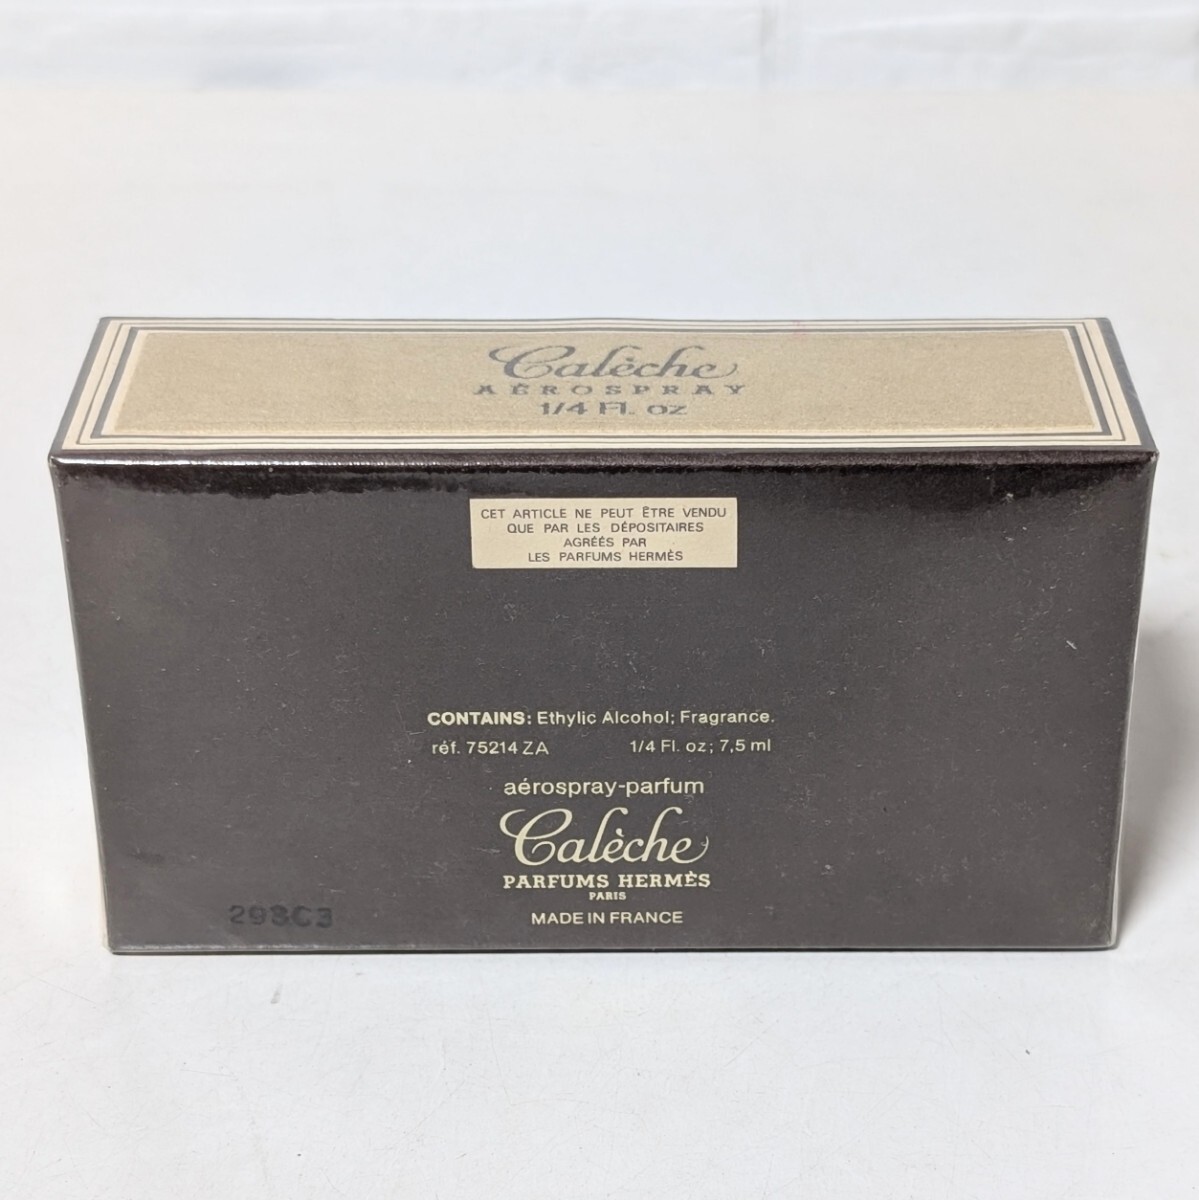 Calèche
AÉROSPRAY
1/4 Fl. oz
CET ARTICLE NE PEUT ÊTRE VENDU
QUE PAR LES DÉPOSITAIRES
AGRÉÉS PAR
LES PARFUMS HERMÈS
CONTAINS: Ethylic Alcohol; Fragrance.
réf. 75214 ZA 1/4 Fl. oz; 7,5 ml
aérospray-parfum
Calèche
PARFUMS HERMÈS
PARIS
MADE IN FRANCE